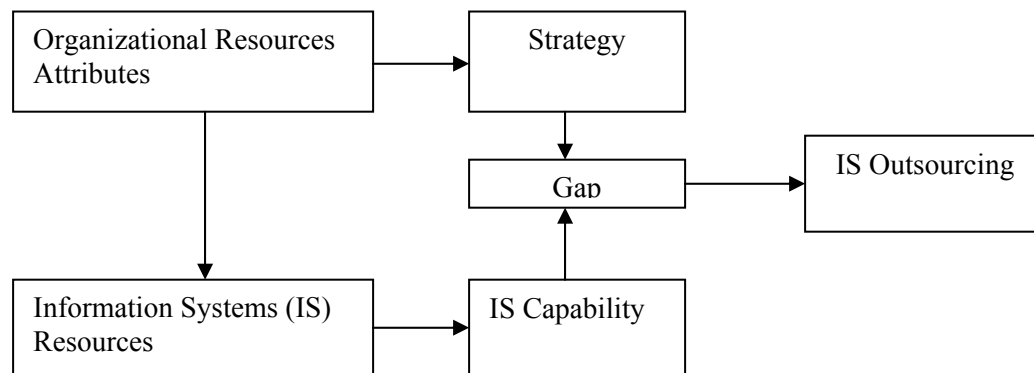 Organizational Resources
Attributes
Strategy
Gap
IS Outsourcing
Information Systems (IS)
Resources
IS Capability